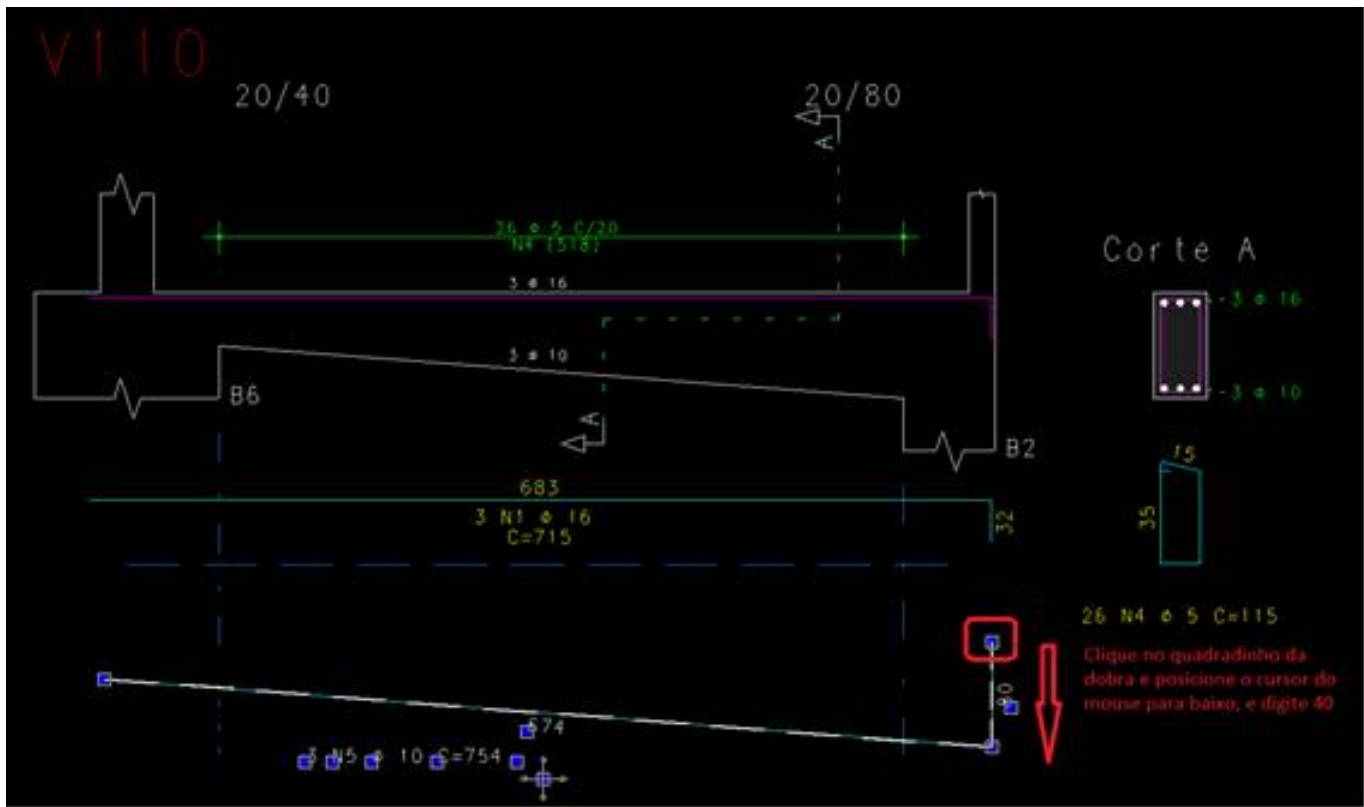 V110
20/40
20/80
A
26 ø 5 C/20
N4 (518)
3 ø 16
3 ø 10
A
B6
B2
Corte A
3 ø 16
3 ø 10
683
3 N1 ø 16
C=715
32
15
35
26 N4 ø 5 C=115
Clique no quadradinho da
dobra e posicione o cursor do
mouse para baixo, e digite 40
3 N5 ø 10 C=754